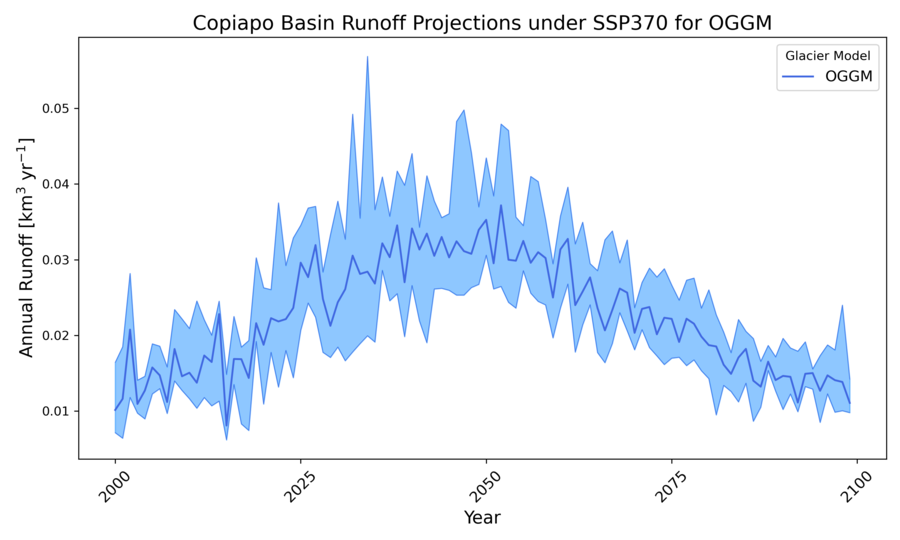 Copiapo Basin Runoff Projections under SSP370 for OGGM
Glacier Model
OGGM
Annual Runoff [km³ yr⁻¹]
0.05
0.04
0.03
0.02
0.01
2000
2025
2050
2075
2100
Year